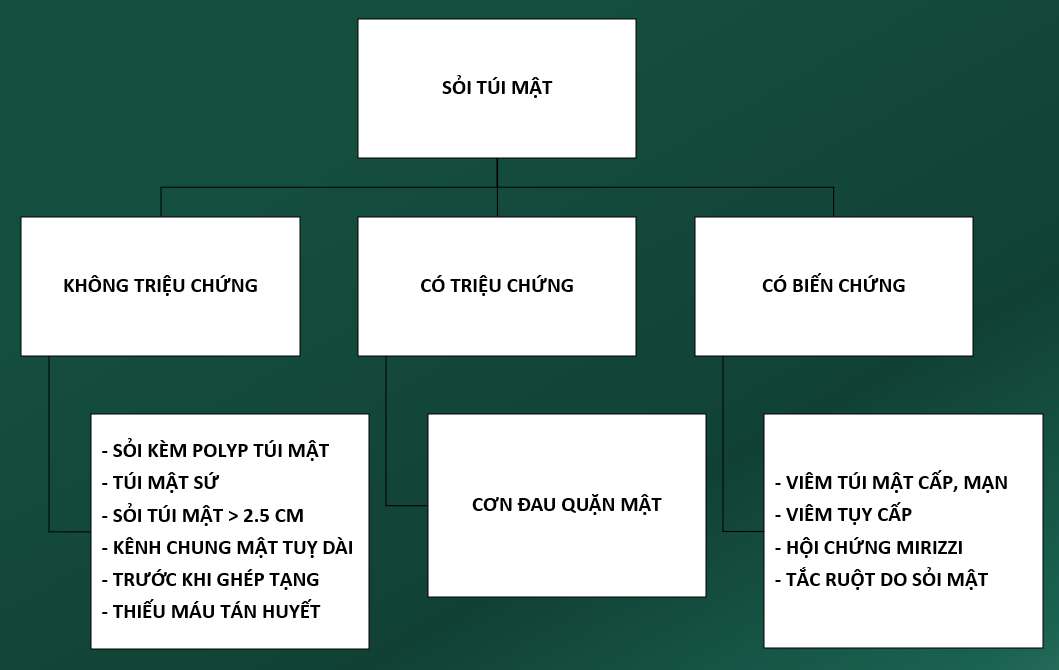 SỎI TÚI MẬT
KHÔNG TRIỆU CHỨNG
CÓ TRIỆU CHỨNG
CÓ BIẾN CHỨNG
- SỎI KÈM POLYP TÚI MẬT
- TÚI MẬT SỨ
- SỎI TÚI MẬT > 2.5 CM
- KÊNH CHUNG MẬT TUỴ DÀI
- TRƯỚC KHI GHÉP TẠNG
- THIẾU MÁU TÁN HUYẾT
CƠN ĐAU QUẶN MẬT
- VIÊM TÚI MẬT CẤP, MẠN
- VIÊM TỤY CẤP
- HỘI CHỨNG MIRIZZI
- TẮC RUỘT DO SỎI MẬT